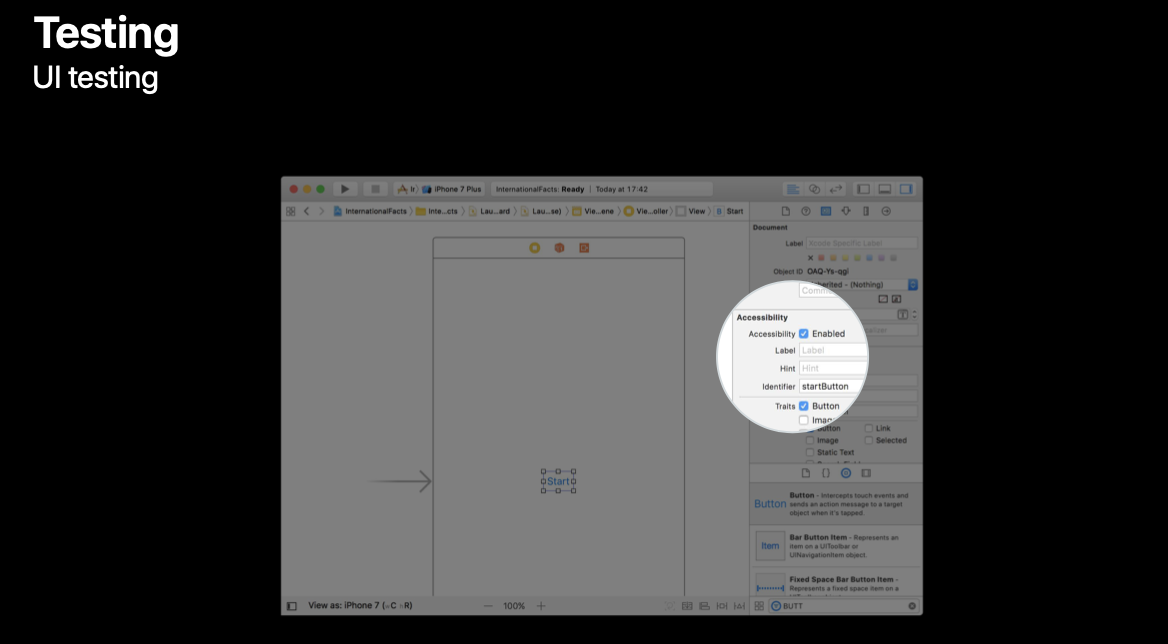 Testing
UI testing
iPhone 7 Plus
InternationalFacts: Ready | Today at 17:42
InternationalFacts
Inte...cts
Lau...ard
Lau...se)
Vie...ene
Vie...oller
View
B Start
Document
Label Xcode Specific Label
Object ID OAQ-Ys-qgi
herited - (Nothing)
Accessibility
Accessibility Enabled
Label Label
Hint Hint
Identifier startButton
Traits Button
Button Link
Image Selected
Static Text
Start
Button
Button - Intercepts touch events and
sends an action message to a target
object when it's tapped
Item
Bar Button Item - Represents an
item on a UIToolbar or
UINavigationItem object.
Fixed Space Bar Button Item -
Represents a fixed space item on a
View as: iPhone 7 (wC hR)
100%
BUTT